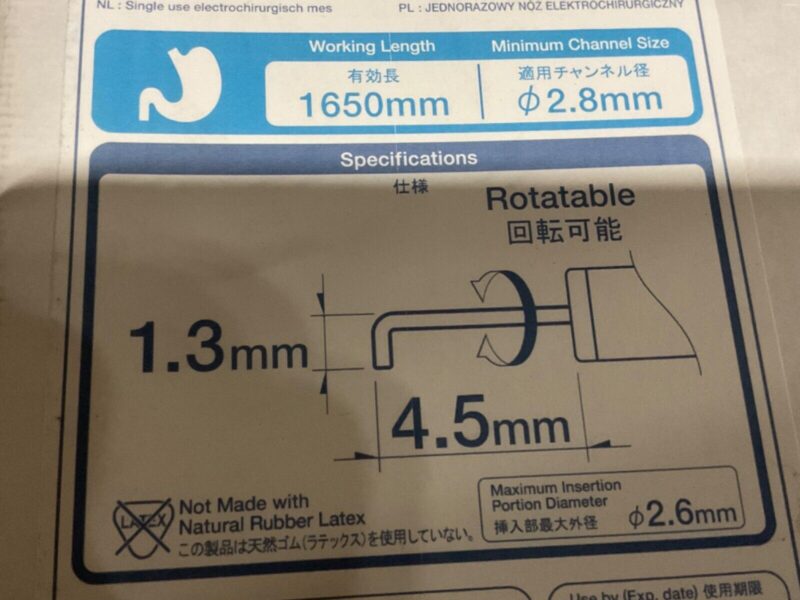 NL : Single use electrochirurgisch mes
PL : JEDNORAZOWY NÓŻ ELEKTROCHIRURGICZNY
Working Length
Minimum Channel Size
有効長
適用チャンネル径
1650mm
φ2.8mm
Specifications
仕様
Rotatable
回転可能
1.3mm
4.5mm
LATEX
Not Made with
Natural Rubber Latex
この製品は天然ゴム(ラテックス)を使用していない。
Maximum Insertion
Portion Diameter
挿入部最大外径
φ2.6mm
Use by (Exp. date) 使用期限